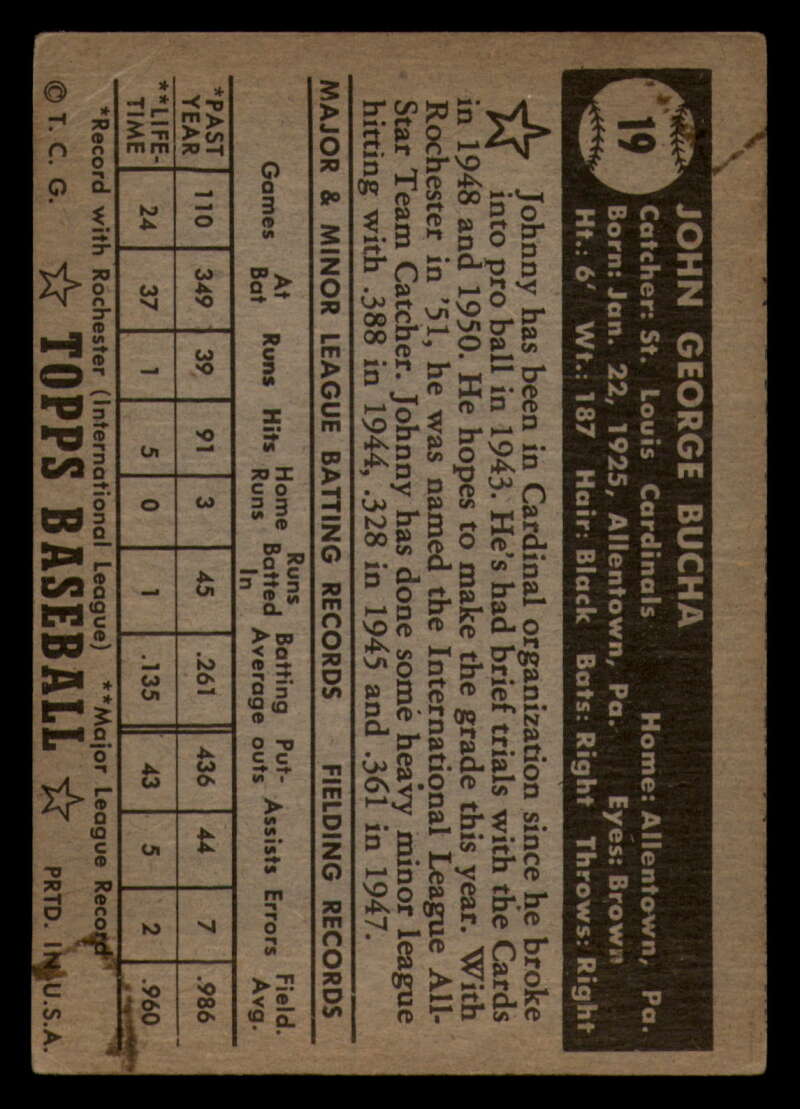 19
JOHN GEORGE BUCHA
Catcher: St. Louis Cardinals Home: Allentown, Pa.
Born: Jan. 22, 1925, Allentown, Pa. Eyes: Brown
Ht.: 6' Wt.: 187 Hair: Black Bats: Right Throws: Right
Johnny has been in Cardinal organization since he broke
into pro ball in 1943. He's had brief trials with the Cards
in 1948 and 1950. He hopes to make the grade this year. With
Rochester in '51, he was named the International League All-
Star Team Catcher. Johnny has done some heavy minor league
hitting with .388 in 1944, .328 in 1945 and .361 in 1947.
MAJOR & MINOR LEAGUE BATTING RECORDS FIELDING RECORDS
Games At Bat Runs Hits Home Runs Runs Batted In Batting Average Put-outs Assists Errors Field. Avg.
*PAST YEAR 110 349 39 91 3 45 .261 436 44 7 .986
**LIFE-TIME 24 37 1 5 0 1 .135 43 5 2 .960
*Record with Rochester (International League) **Major League Record
© T. C. G. TOPPS BASEBALL PRTD. IN U.S.A.